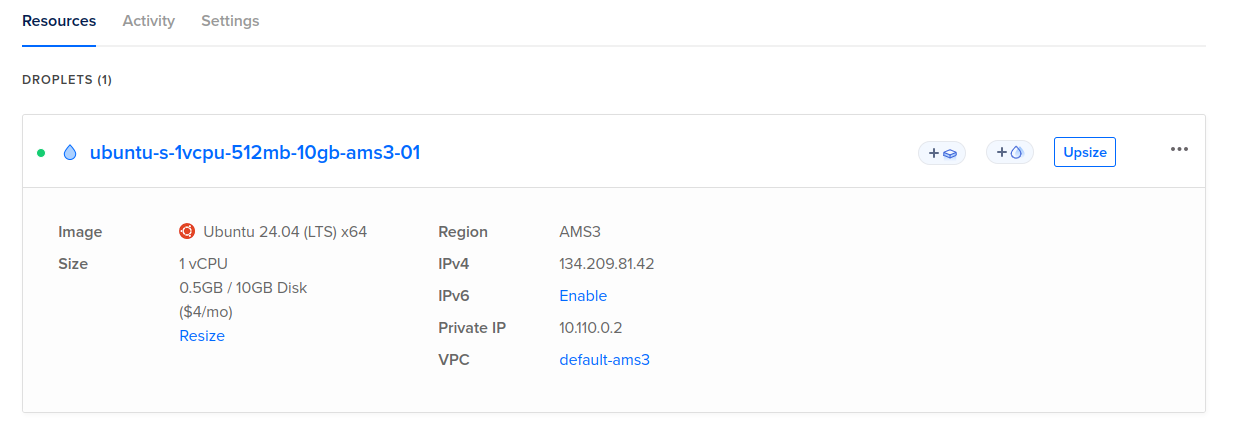 Resources Activity Settings
DROPLETS (1)
ubuntu-s-1vcpu-512mb-10gb-ams3-01
+ + Upsize ...
Image Ubuntu 24.04 (LTS) x64
Size 1 vCPU
0.5GB / 10GB Disk
($4/mo)
Resize
Region AMS3
IPv4 134.209.81.42
IPv6 Enable
Private IP 10.110.0.2
VPC default-ams3